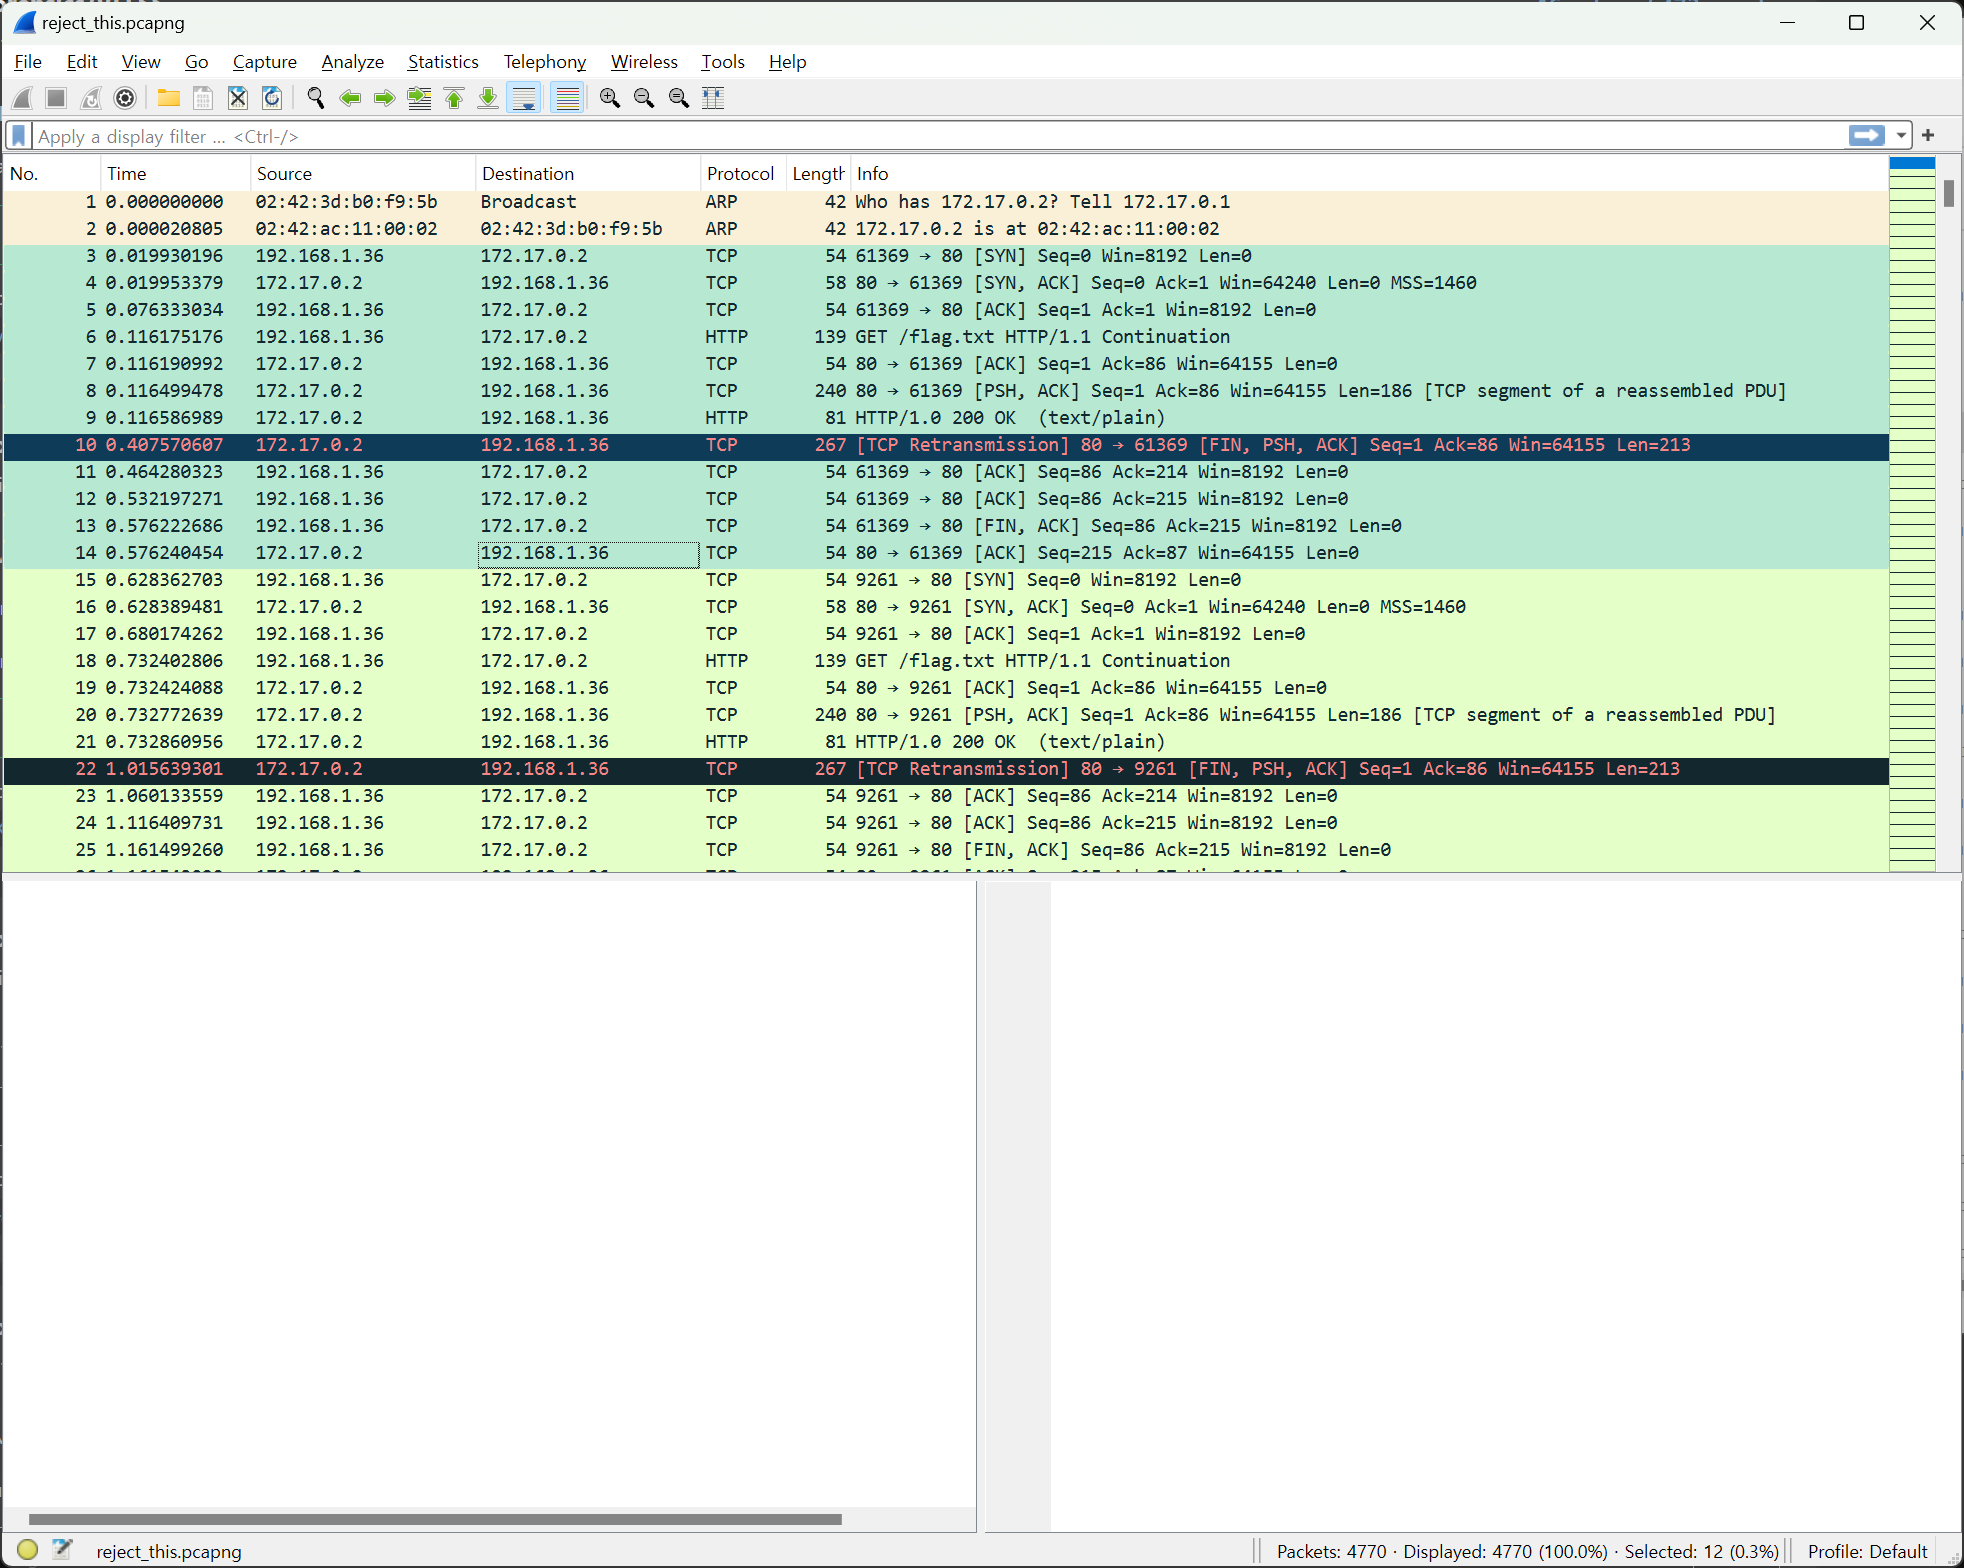 reject_this.pcapng
File Edit View Go Capture Analyze Statistics Telephony Wireless Tools Help
Apply a display filter ... <Ctrl-/>
No. Time Source Destination Protocol Length Info
1 0.000000000 02:42:3d:b0:f9:5b Broadcast ARP 42 Who has 172.17.0.2? Tell 172.17.0.1
2 0.000020805 02:42:ac:11:00:02 02:42:3d:b0:f9:5b ARP 42 172.17.0.2 is at 02:42:ac:11:00:02
3 0.019930196 192.168.1.36 172.17.0.2 TCP 54 61369 → 80 [SYN] Seq=0 Win=8192 Len=0
4 0.019953379 172.17.0.2 192.168.1.36 TCP 58 80 → 61369 [SYN, ACK] Seq=0 Ack=1 Win=64240 Len=0 MSS=1460
5 0.076333034 192.168.1.36 172.17.0.2 TCP 54 61369 → 80 [ACK] Seq=1 Ack=1 Win=8192 Len=0
6 0.116175176 192.168.1.36 172.17.0.2 HTTP 139 GET /flag.txt HTTP/1.1 Continuation
7 0.116190992 172.17.0.2 192.168.1.36 TCP 54 80 → 61369 [ACK] Seq=1 Ack=86 Win=64155 Len=0
8 0.116499478 172.17.0.2 192.168.1.36 TCP 240 80 → 61369 [PSH, ACK] Seq=1 Ack=86 Win=64155 Len=186 [TCP segment of a reassembled PDU]
9 0.116586989 172.17.0.2 192.168.1.36 HTTP 81 HTTP/1.0 200 OK (text/plain)
10 0.407570607 172.17.0.2 192.168.1.36 TCP 267 [TCP Retransmission] 80 → 61369 [FIN, PSH, ACK] Seq=1 Ack=86 Win=64155 Len=213
11 0.464280323 192.168.1.36 172.17.0.2 TCP 54 61369 → 80 [ACK] Seq=86 Ack=214 Win=8192 Len=0
12 0.532197271 192.168.1.36 172.17.0.2 TCP 54 61369 → 80 [ACK] Seq=86 Ack=215 Win=8192 Len=0
13 0.576222686 192.168.1.36 172.17.0.2 TCP 54 61369 → 80 [FIN, ACK] Seq=86 Ack=215 Win=8192 Len=0
14 0.576240454 172.17.0.2 192.168.1.36 TCP 54 80 → 61369 [ACK] Seq=215 Ack=87 Win=64155 Len=0
15 0.628362703 192.168.1.36 172.17.0.2 TCP 54 9261 → 80 [SYN] Seq=0 Win=8192 Len=0
16 0.628389481 172.17.0.2 192.168.1.36 TCP 58 80 → 9261 [SYN, ACK] Seq=0 Ack=1 Win=64240 Len=0 MSS=1460
17 0.680174262 192.168.1.36 172.17.0.2 TCP 54 9261 → 80 [ACK] Seq=1 Ack=1 Win=8192 Len=0
18 0.732402806 192.168.1.36 172.17.0.2 HTTP 139 GET /flag.txt HTTP/1.1 Continuation
19 0.732424088 172.17.0.2 192.168.1.36 TCP 54 80 → 9261 [ACK] Seq=1 Ack=86 Win=64155 Len=0
20 0.732772639 172.17.0.2 192.168.1.36 TCP 240 80 → 9261 [PSH, ACK] Seq=1 Ack=86 Win=64155 Len=186 [TCP segment of a reassembled PDU]
21 0.732860956 172.17.0.2 192.168.1.36 HTTP 81 HTTP/1.0 200 OK (text/plain)
22 1.015639301 172.17.0.2 192.168.1.36 TCP 267 [TCP Retransmission] 80 → 9261 [FIN, PSH, ACK] Seq=1 Ack=86 Win=64155 Len=213
23 1.060133559 192.168.1.36 172.17.0.2 TCP 54 9261 → 80 [ACK] Seq=86 Ack=214 Win=8192 Len=0
24 1.116409731 192.168.1.36 172.17.0.2 TCP 54 9261 → 80 [ACK] Seq=86 Ack=215 Win=8192 Len=0
25 1.161499260 192.168.1.36 172.17.0.2 TCP 54 9261 → 80 [FIN, ACK] Seq=86 Ack=215 Win=8192 Len=0
reject_this.pcapng Packets: 4770 · Displayed: 4770 (100.0%) · Selected: 12 (0.3%) Profile: Default